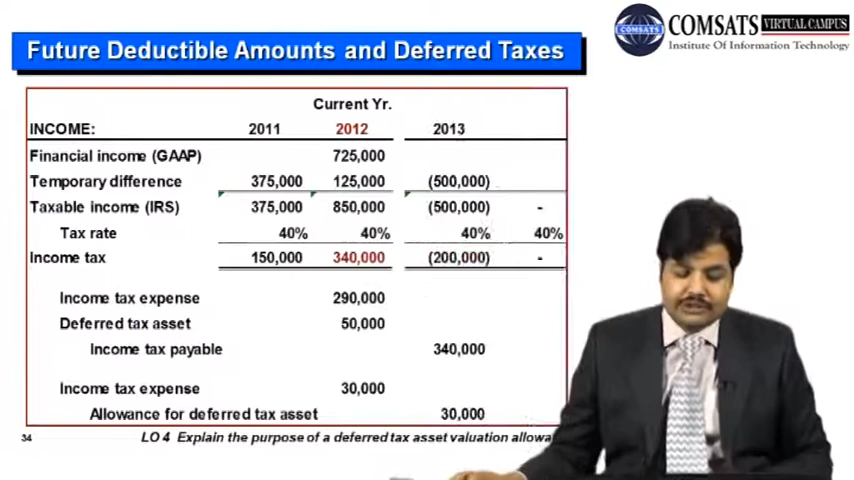 COMSATS
COMSATS VIRTUAL CAMPUS
Institute Of Information Technology
Future Deductible Amounts and Deferred Taxes
Current Yr.
INCOME: 2011 2012 2013
Financial income (GAAP) 725,000
Temporary difference 375,000 125,000 (500,000)
Taxable income (IRS) 375,000 850,000 (500,000) -
Tax rate 40% 40% 40% 40%
Income tax 150,000 340,000 (200,000) -
Income tax expense 290,000
Deferred tax asset 50,000
Income tax payable 340,000
Income tax expense 30,000
Allowance for deferred tax asset 30,000
34
LO 4 Explain the purpose of a deferred tax asset valuation allowa